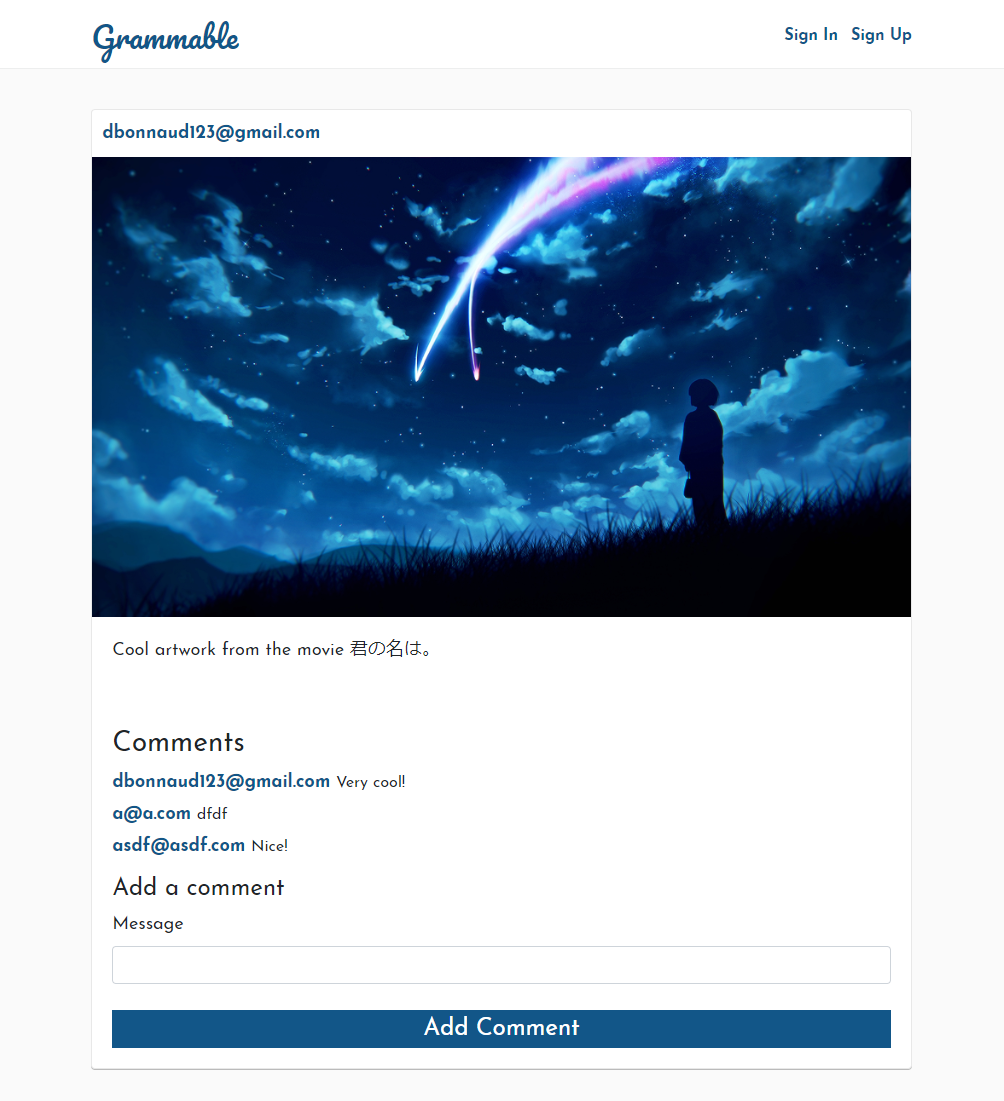 Grammable
Sign In Sign Up
dbonnaud123@gmail.com
Cool artwork from the movie 君の名は。
Comments
dbonnaud123@gmail.com Very cool!
a@a.com dfdf
asdf@asdf.com Nice!
Add a comment
Message
Add Comment